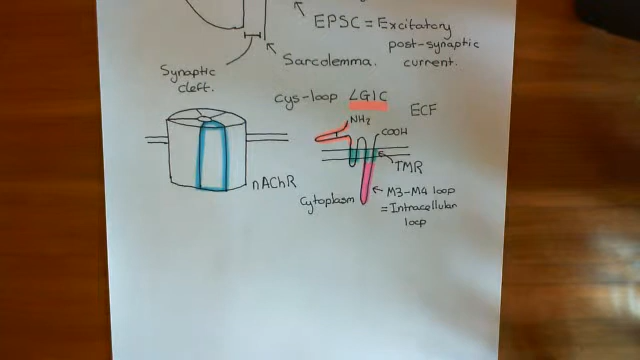 EPSC = Excitatory
post-synaptic
current.
Sarcolemma.
Synaptic
cleft.
cys-loop LGIC
ECF
NH2
COOH
TMR
nAChR
Cytoplasm
M3-M4 loop
= Intracellular
loop